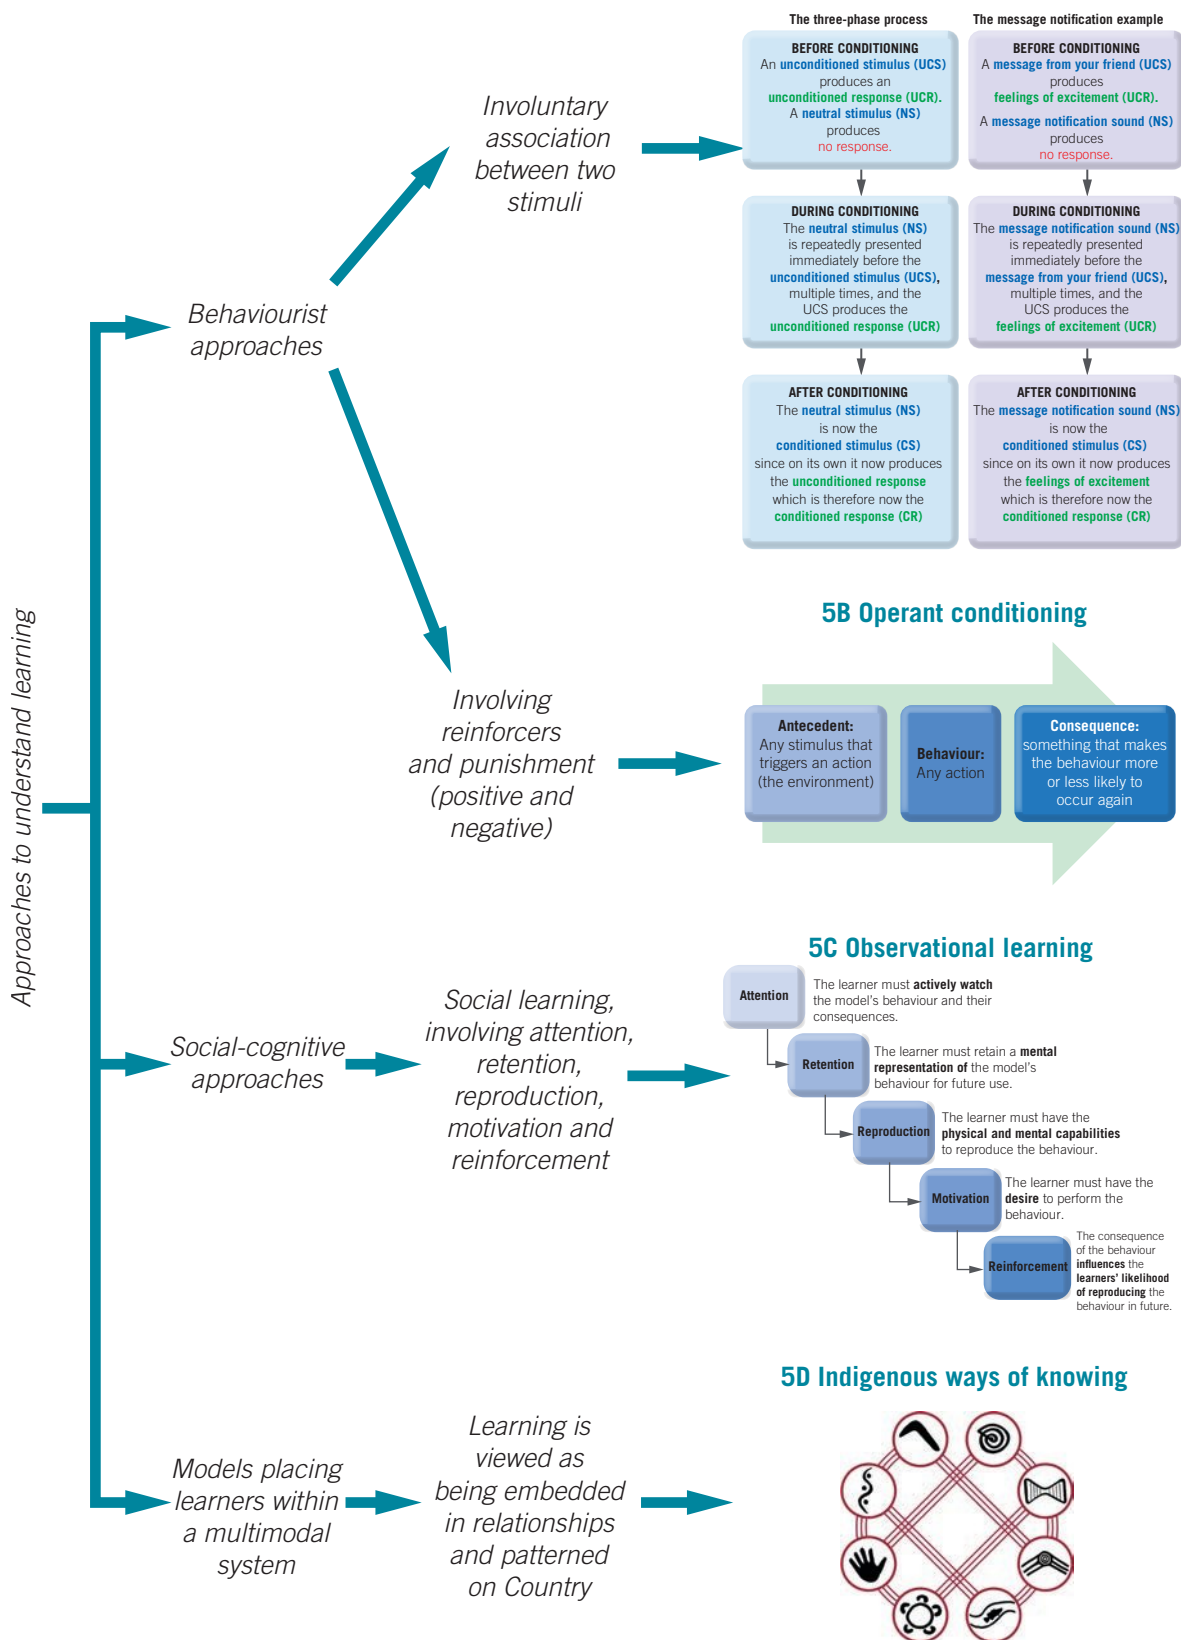 Approaches to understand learning
Behaviourist
approaches
Involuntary
association
between two
stimuli
The three-phase process
BEFORE CONDITIONING
An unconditioned stimulus (UCS)
produces an
unconditioned response (UCR).
A neutral stimulus (NS)
produces
no response.
DURING CONDITIONING
The neutral stimulus (NS)
is repeatedly presented
immediately before the
unconditioned stimulus (UCS),
multiple times, and the
UCS produces the
unconditioned response (UCR)
AFTER CONDITIONING
The neutral stimulus (NS)
is now the
conditioned stimulus (CS)
since on its own it now produces
the unconditioned response
which is therefore now the
conditioned response (CR)
The message notification example
BEFORE CONDITIONING
A message from your friend (UCS)
produces
feelings of excitement (UCR).
A message notification sound (NS)
produces
no response.
DURING CONDITIONING
The message notification sound (NS)
is repeatedly presented
immediately before the
message from your friend (UCS),
multiple times, and the
UCS produces the
feelings of excitement (UCR)
AFTER CONDITIONING
The message notification sound (NS)
is now the
conditioned stimulus (CS)
since on its own it now produces
the feelings of excitement
which is therefore now the
conditioned response (CR)
Involving
reinforcers
and punishment
(positive and
negative)
5B Operant conditioning
Antecedent:
Any stimulus that
triggers an action
(the environment)
Behaviour:
Any action
Consequence:
something that makes
the behaviour more
or less likely to
occur again
Social-cognitive
approaches
Social learning,
involving attention,
retention,
reproduction,
motivation and
reinforcement
5C Observational learning
Attention
The learner must actively watch
the model's behaviour and their
consequences.
Retention
The learner must retain a mental
representation of the model's
behaviour for future use.
Reproduction
The learner must have the
physical and mental capabilities
to reproduce the behaviour.
Motivation
The learner must have the
desire to perform the
behaviour.
Reinforcement
The consequence
of the behaviour
influences the
learners' likelihood
of reproducing the
behaviour in future.
Models placing
learners within
a multimodal
system
Learning is
viewed as
being embedded
in relationships
and patterned
on Country
5D Indigenous ways of knowing